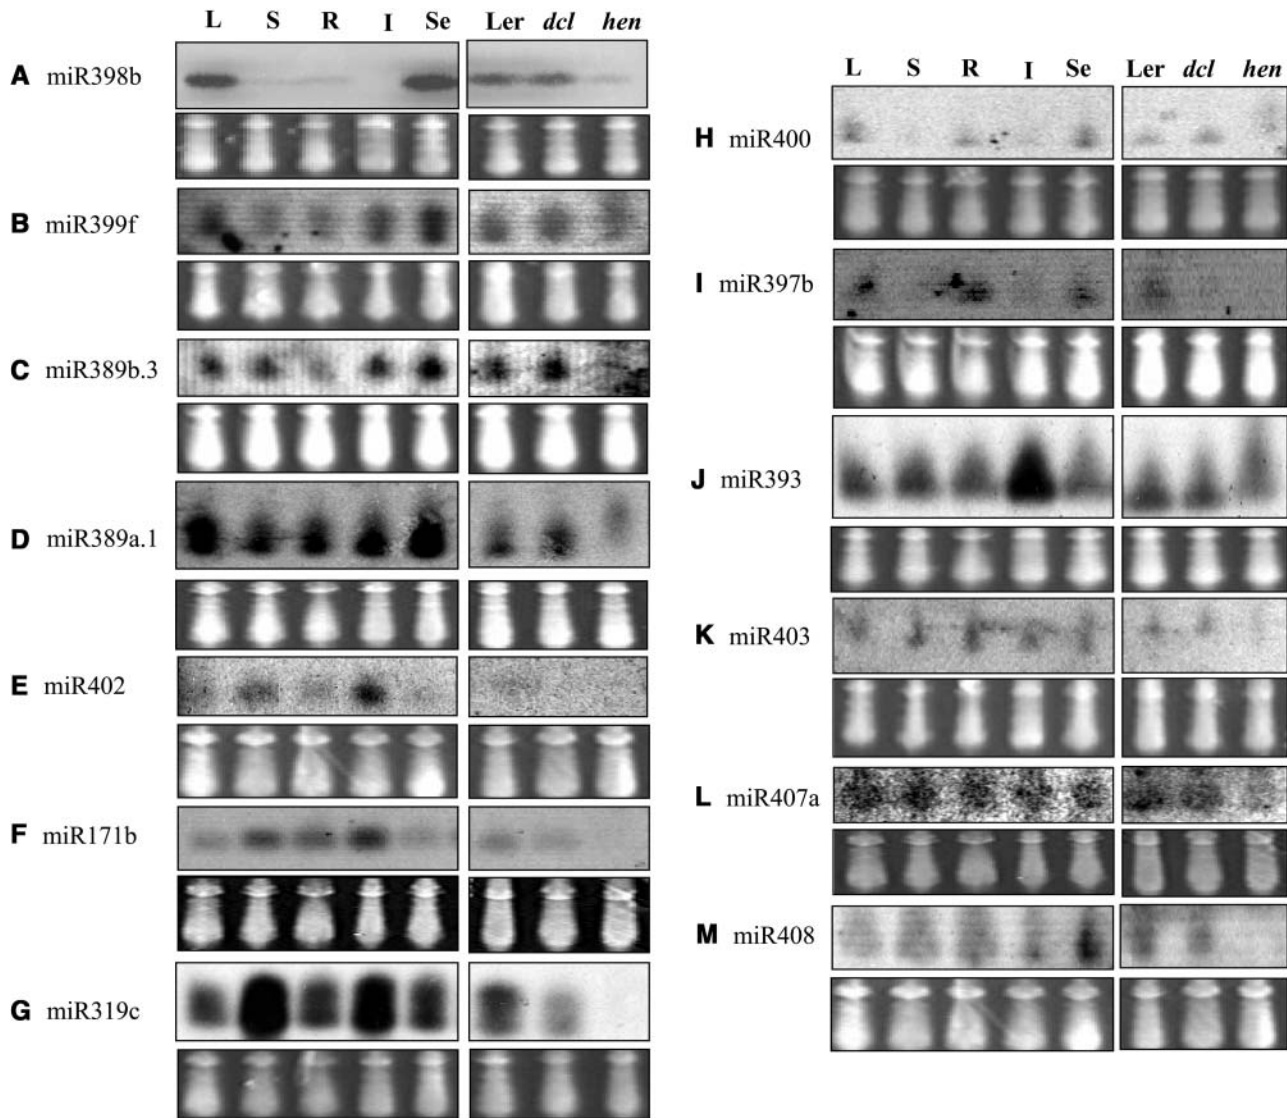 L S R I Se Ler dcl hen
A miR398b
B miR399f
C miR389b.3
D miR389a.1
E miR402
F miR171b
G miR319c
L S R I Se Ler dcl hen
H miR400
I miR397b
J miR393
K miR403
L miR407a
M miR408